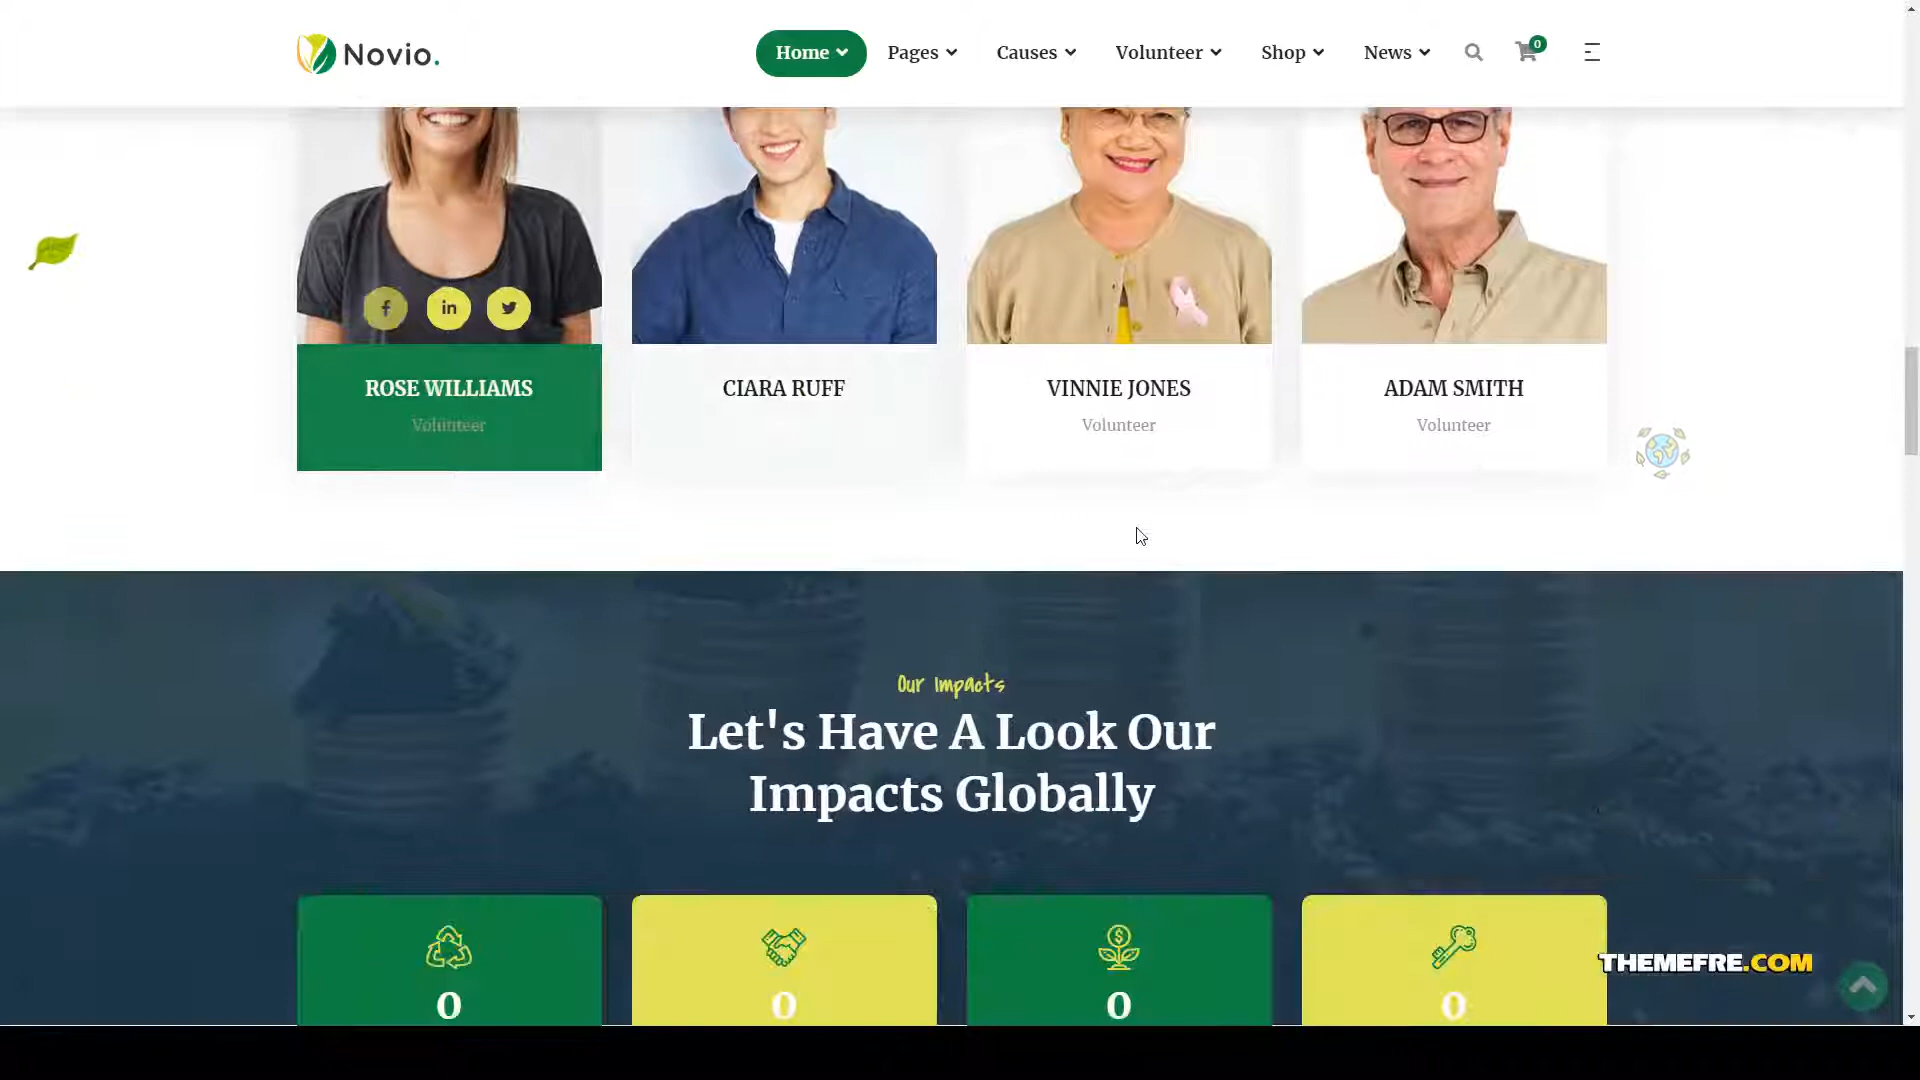 Novio.
Home
Pages
Causes
Volunteer
Shop
News
0
f
in
ROSE WILLIAMS
CIARA RUFF
VINNIE JONES
ADAM SMITH
Volunteer
Volunteer
Volunteer
Our Impacts
Let's Have A Look Our
Impacts Globally
0
0
0
0
THEMEFRE.COM